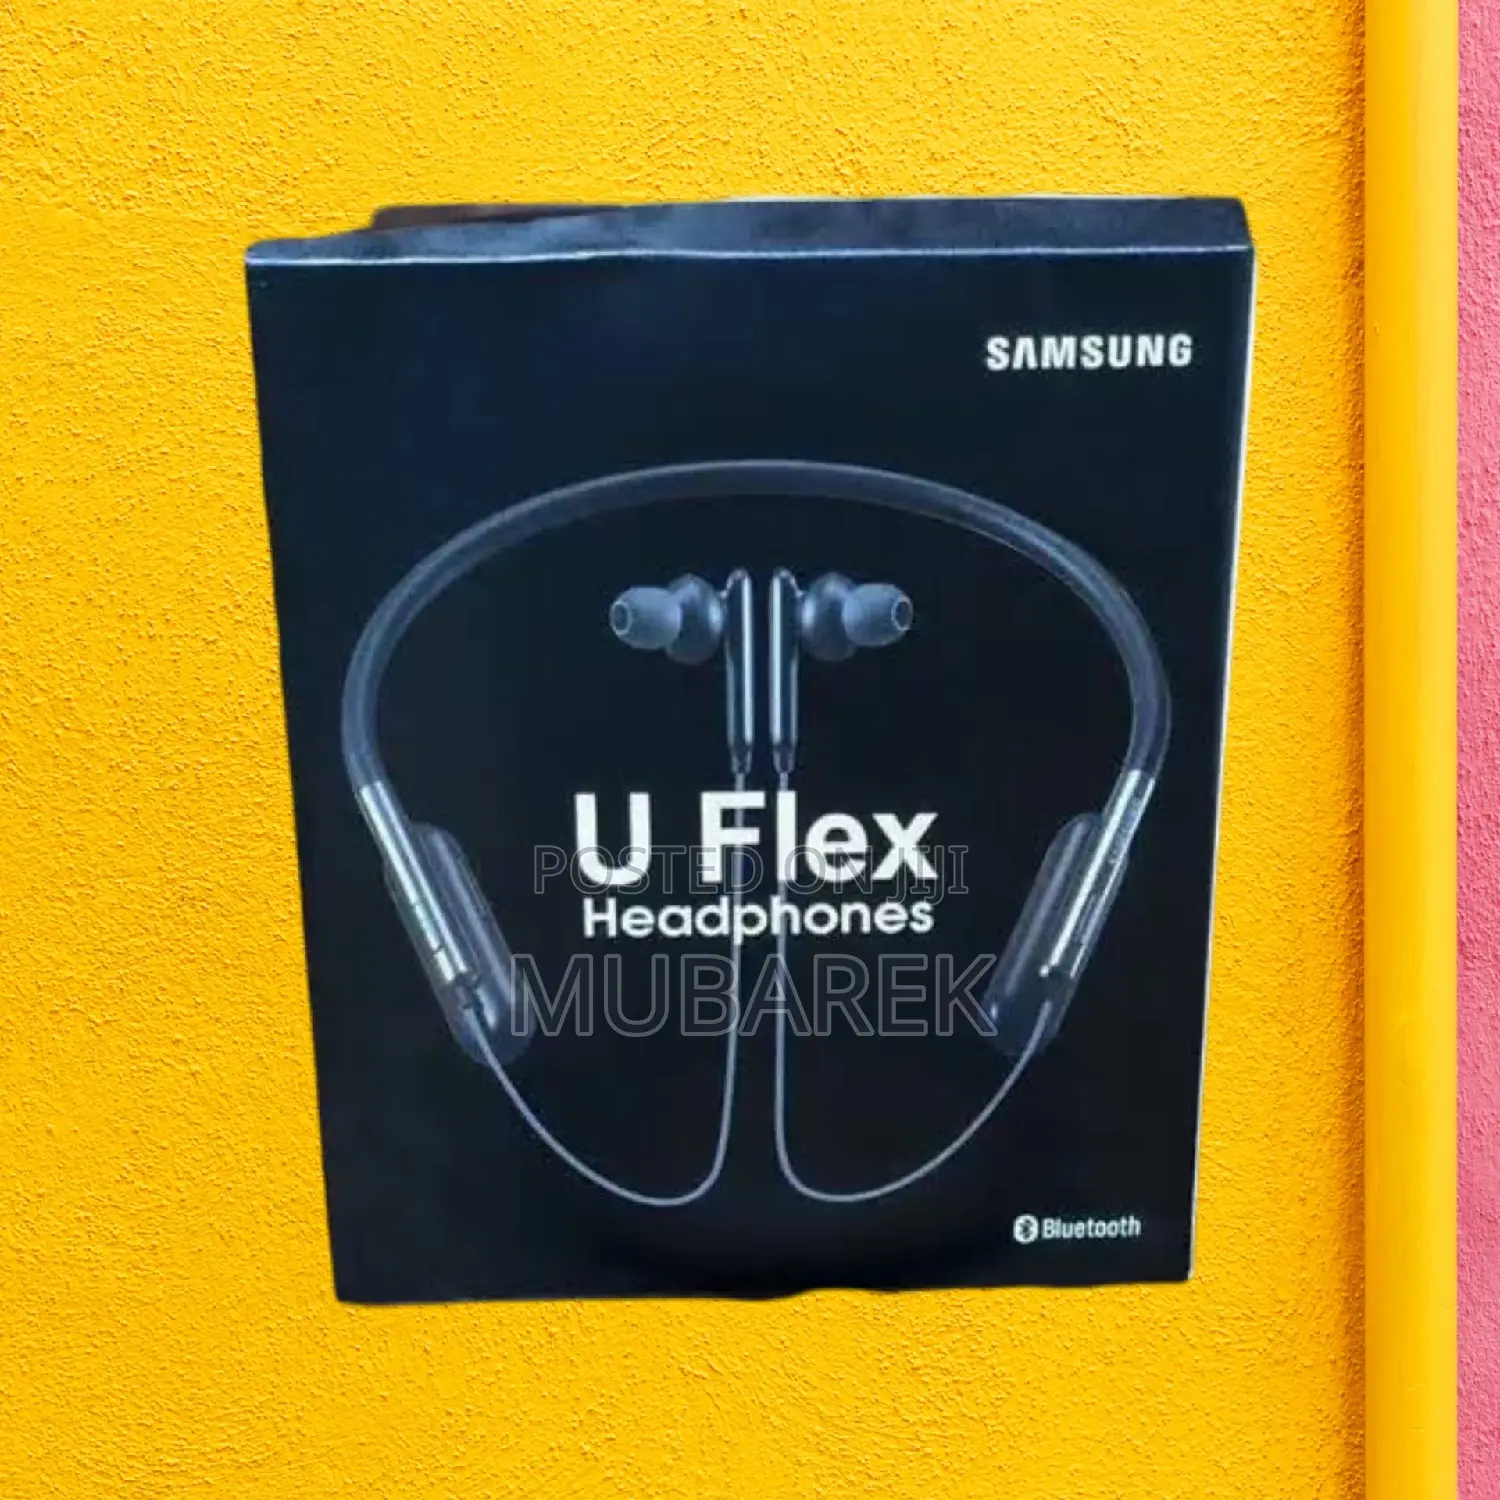 SAMSUNG
U Flex
POSTED ON JIJI
Headphones
MUBAREK
Bluetooth